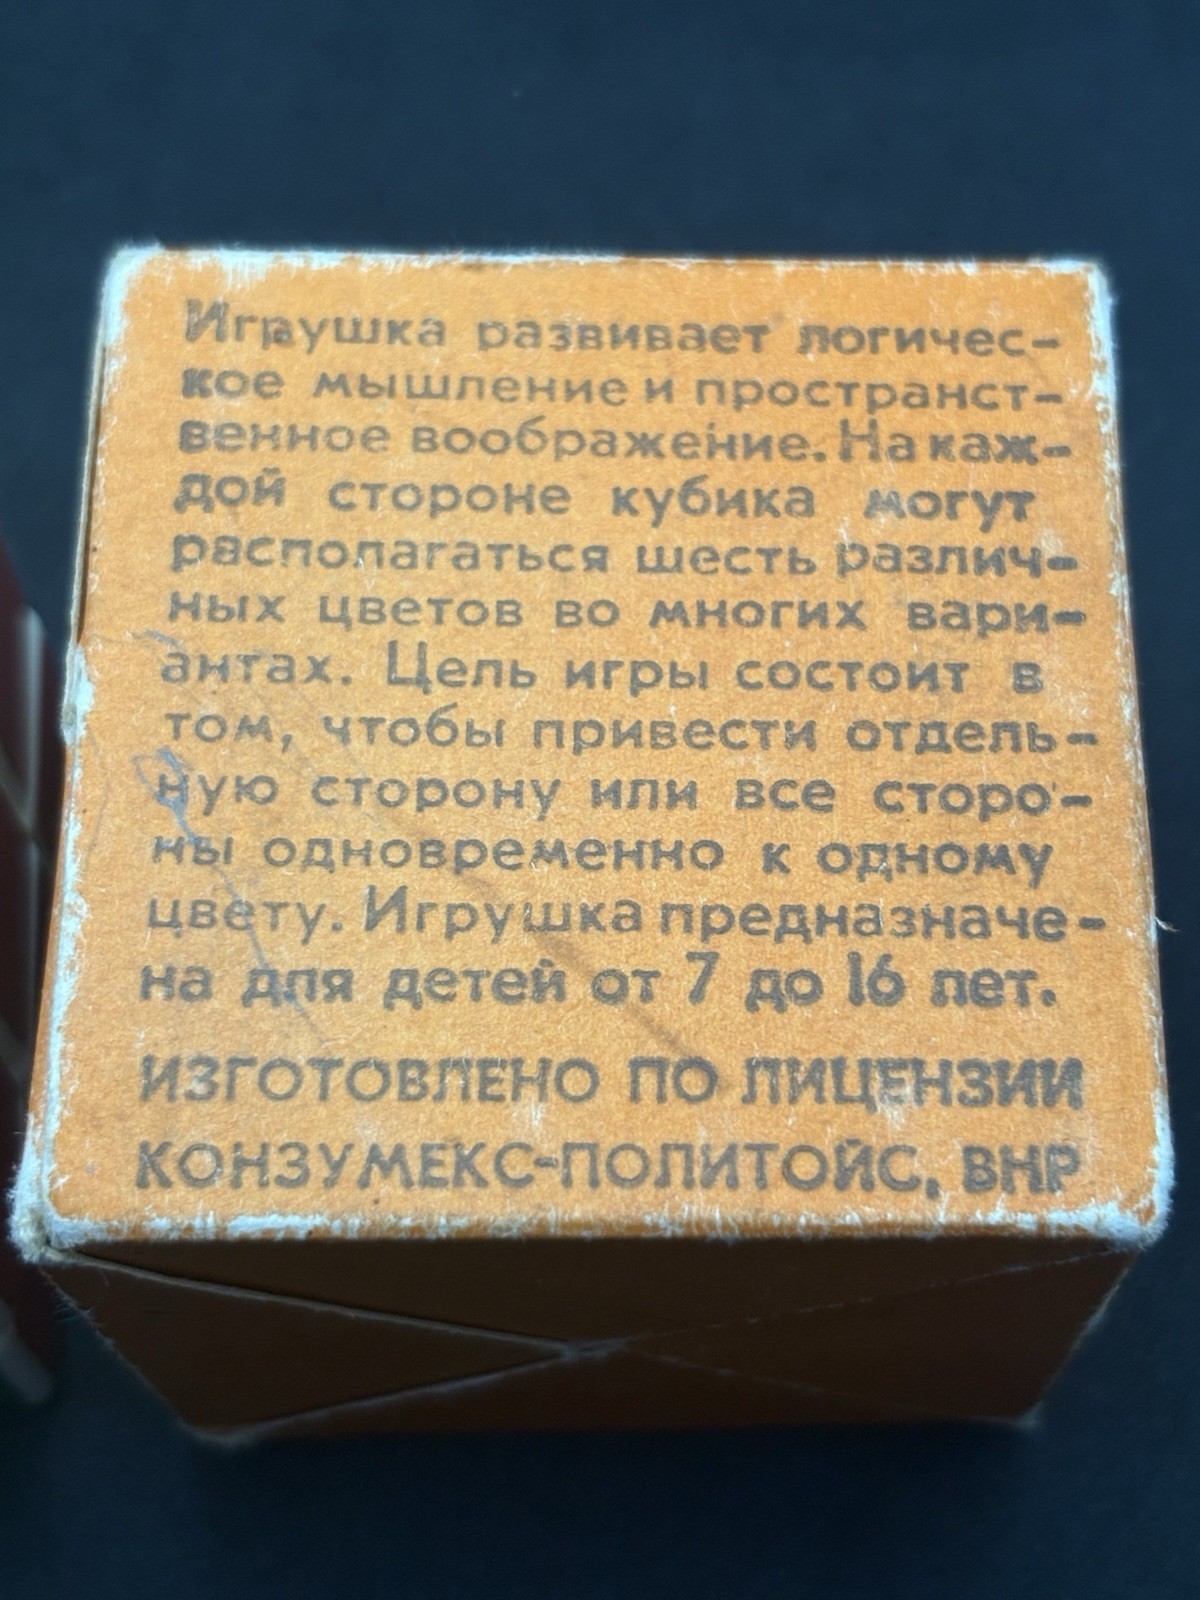 Игрушка развивает логичес-
кое мышление и пространст-
венное воображение. На каж-
дой стороне кубика могут
располагаться шесть различ-
ных цветов во многих вари-
антах. Цель игры состоит в
том, чтобы привести отдель-
ную сторону или все сторо-
ны одновременно к одному
цвету. Игрушка предназначе-
на для детей от 7 до 16 лет.
ИЗГОТОВЛЕНО ПО ЛИЦЕНЗИИ
КОНЗУМЕКС-ПОЛИТОЙС, ВНР